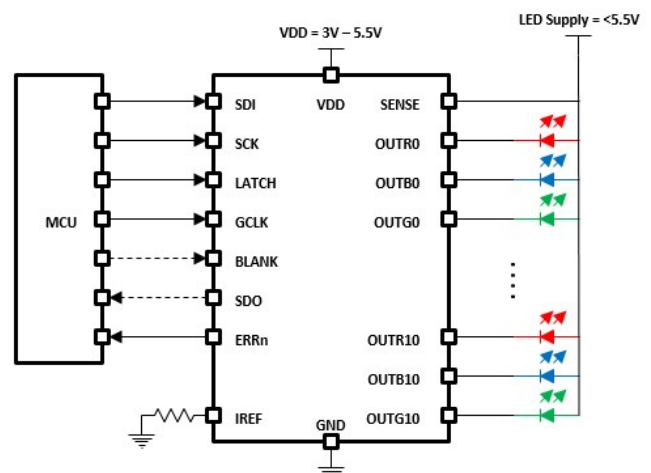 LED Supply = <5.5V
VDD = 3V – 5.5V
SDI VDD SENSE
SCK OUTR0
LATCH OUTB0
MCU GCLK OUTG0
BLANK
SDO
ERRn OUTR10
OUTB10
IREF GND OUTG10